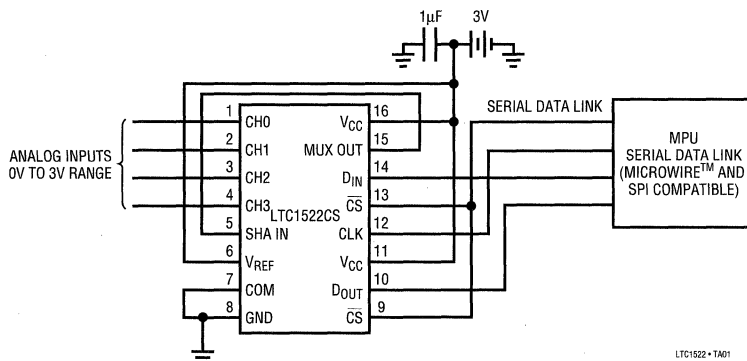 1μF
3V
SERIAL DATA LINK
ANALOG INPUTS
0V TO 3V RANGE
1
2
3
4
5
6
7
8
CH0
CH1
CH2
CH3
SHA IN
VREF
COM
GND
LTC1522CS
VCC
MUX OUT
DIN
CS
CLK
VCC
DOUT
CS
16
15
14
13
12
11
10
9
MPU
SERIAL DATA LINK
(MICROWIRE™ AND
SPI COMPATIBLE)
LTC1522 • TA01